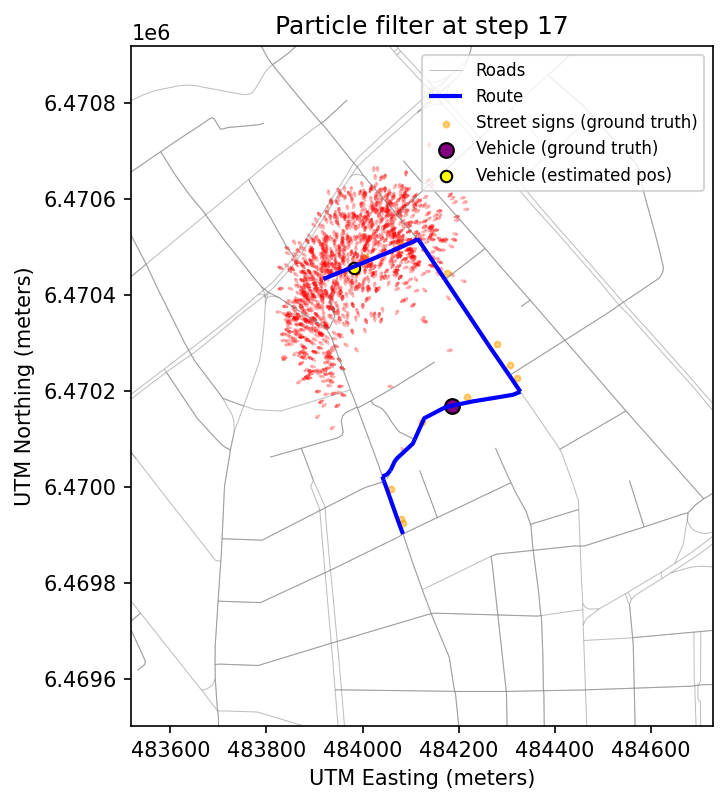 Particle filter at step 17
1e6
Roads
Route
Street signs (ground truth)
Vehicle (ground truth)
Vehicle (estimated pos)
6.4708
6.4706
6.4704
6.4702
6.4700
6.4698
6.4696
UTM Northing (meters)
483600 483800 484000 484200 484400 484600
UTM Easting (meters)